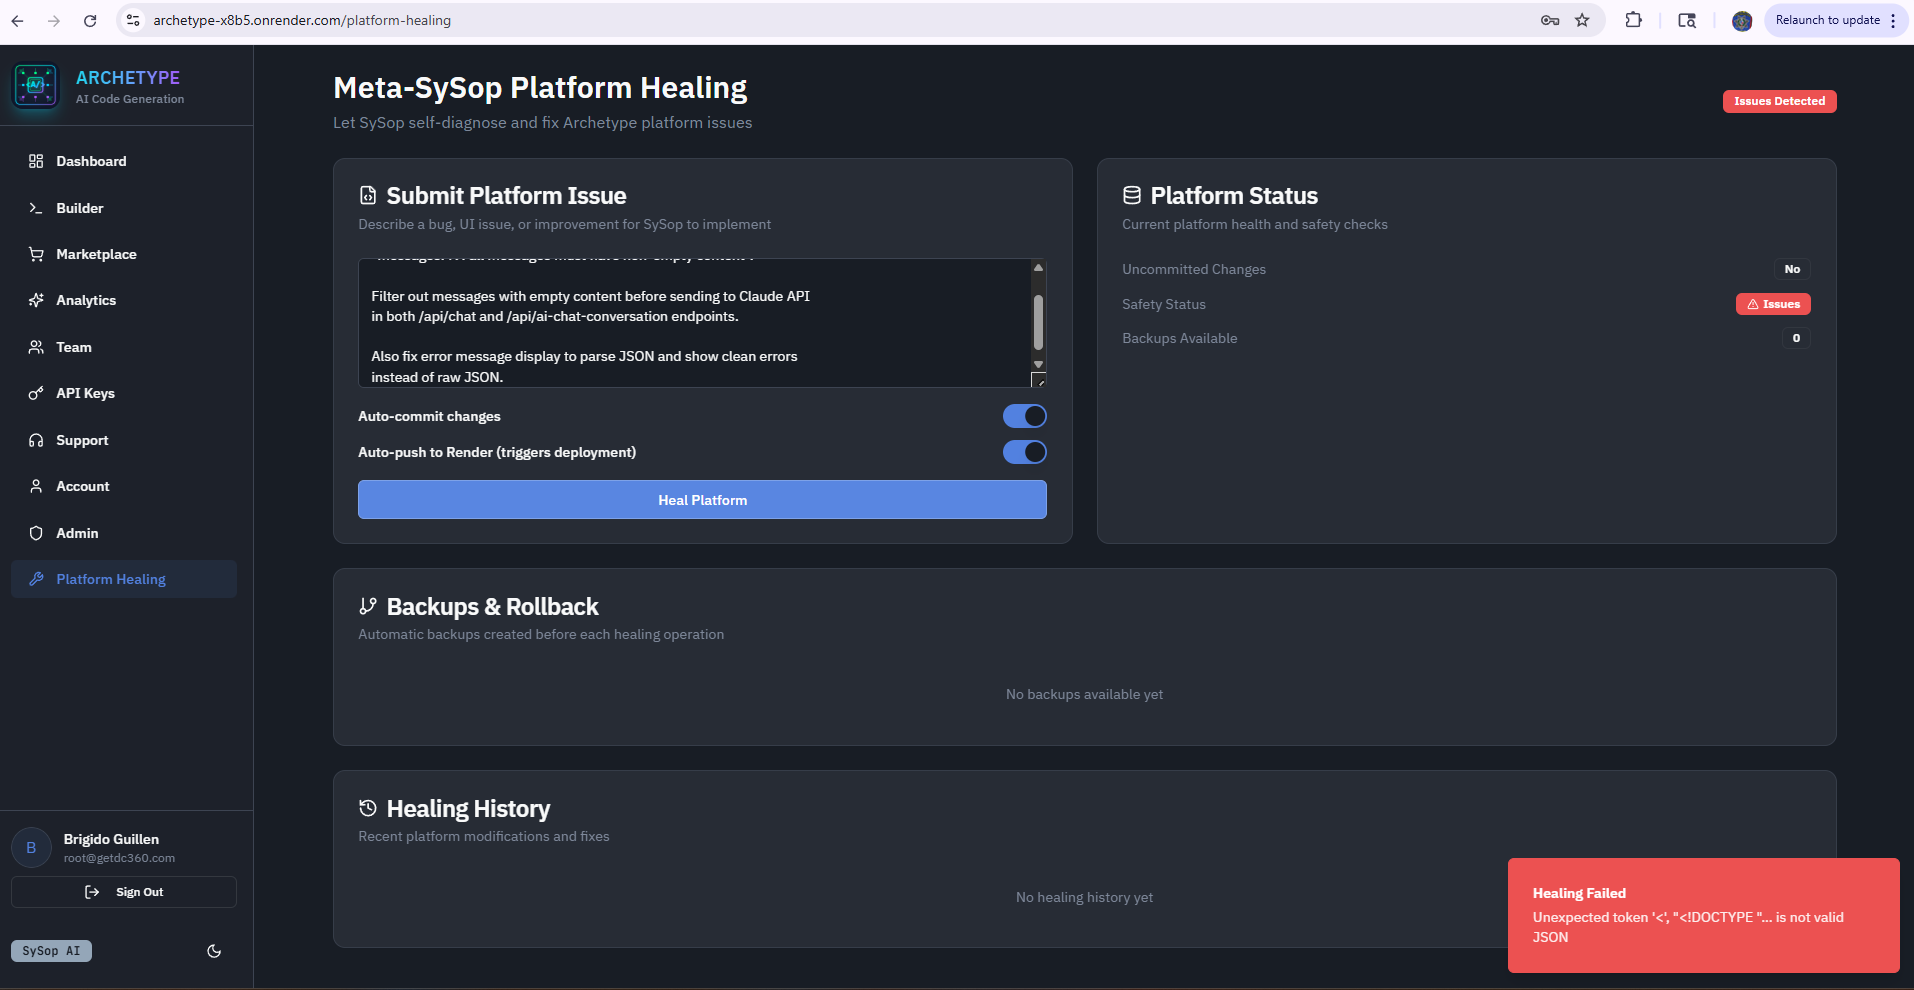 archetype-x8b5.onrender.com/platform-healing
Relaunch to update
ARCHETYPE
AI Code Generation
Dashboard
Builder
Marketplace
Analytics
Team
API Keys
Support
Account
Admin
Platform Healing
B
Brigido Guillen
root@getdc360.com
Sign Out
SySop AI
Meta-SySop Platform Healing
Let SySop self-diagnose and fix Archetype platform issues
Issues Detected
Submit Platform Issue
Describe a bug, UI issue, or improvement for SySop to implement
Filter out messages with empty content before sending to Claude API
in both /api/chat and /api/ai-chat-conversation endpoints.
Also fix error message display to parse JSON and show clean errors
instead of raw JSON.
Auto-commit changes
Auto-push to Render (triggers deployment)
Heal Platform
Platform Status
Current platform health and safety checks
Uncommitted Changes
No
Safety Status
Issues
Backups Available
0
Backups & Rollback
Automatic backups created before each healing operation
No backups available yet
Healing History
Recent platform modifications and fixes
No healing history yet
Healing Failed
Unexpected token '<', "<!DOCTYPE "... is not valid
JSON